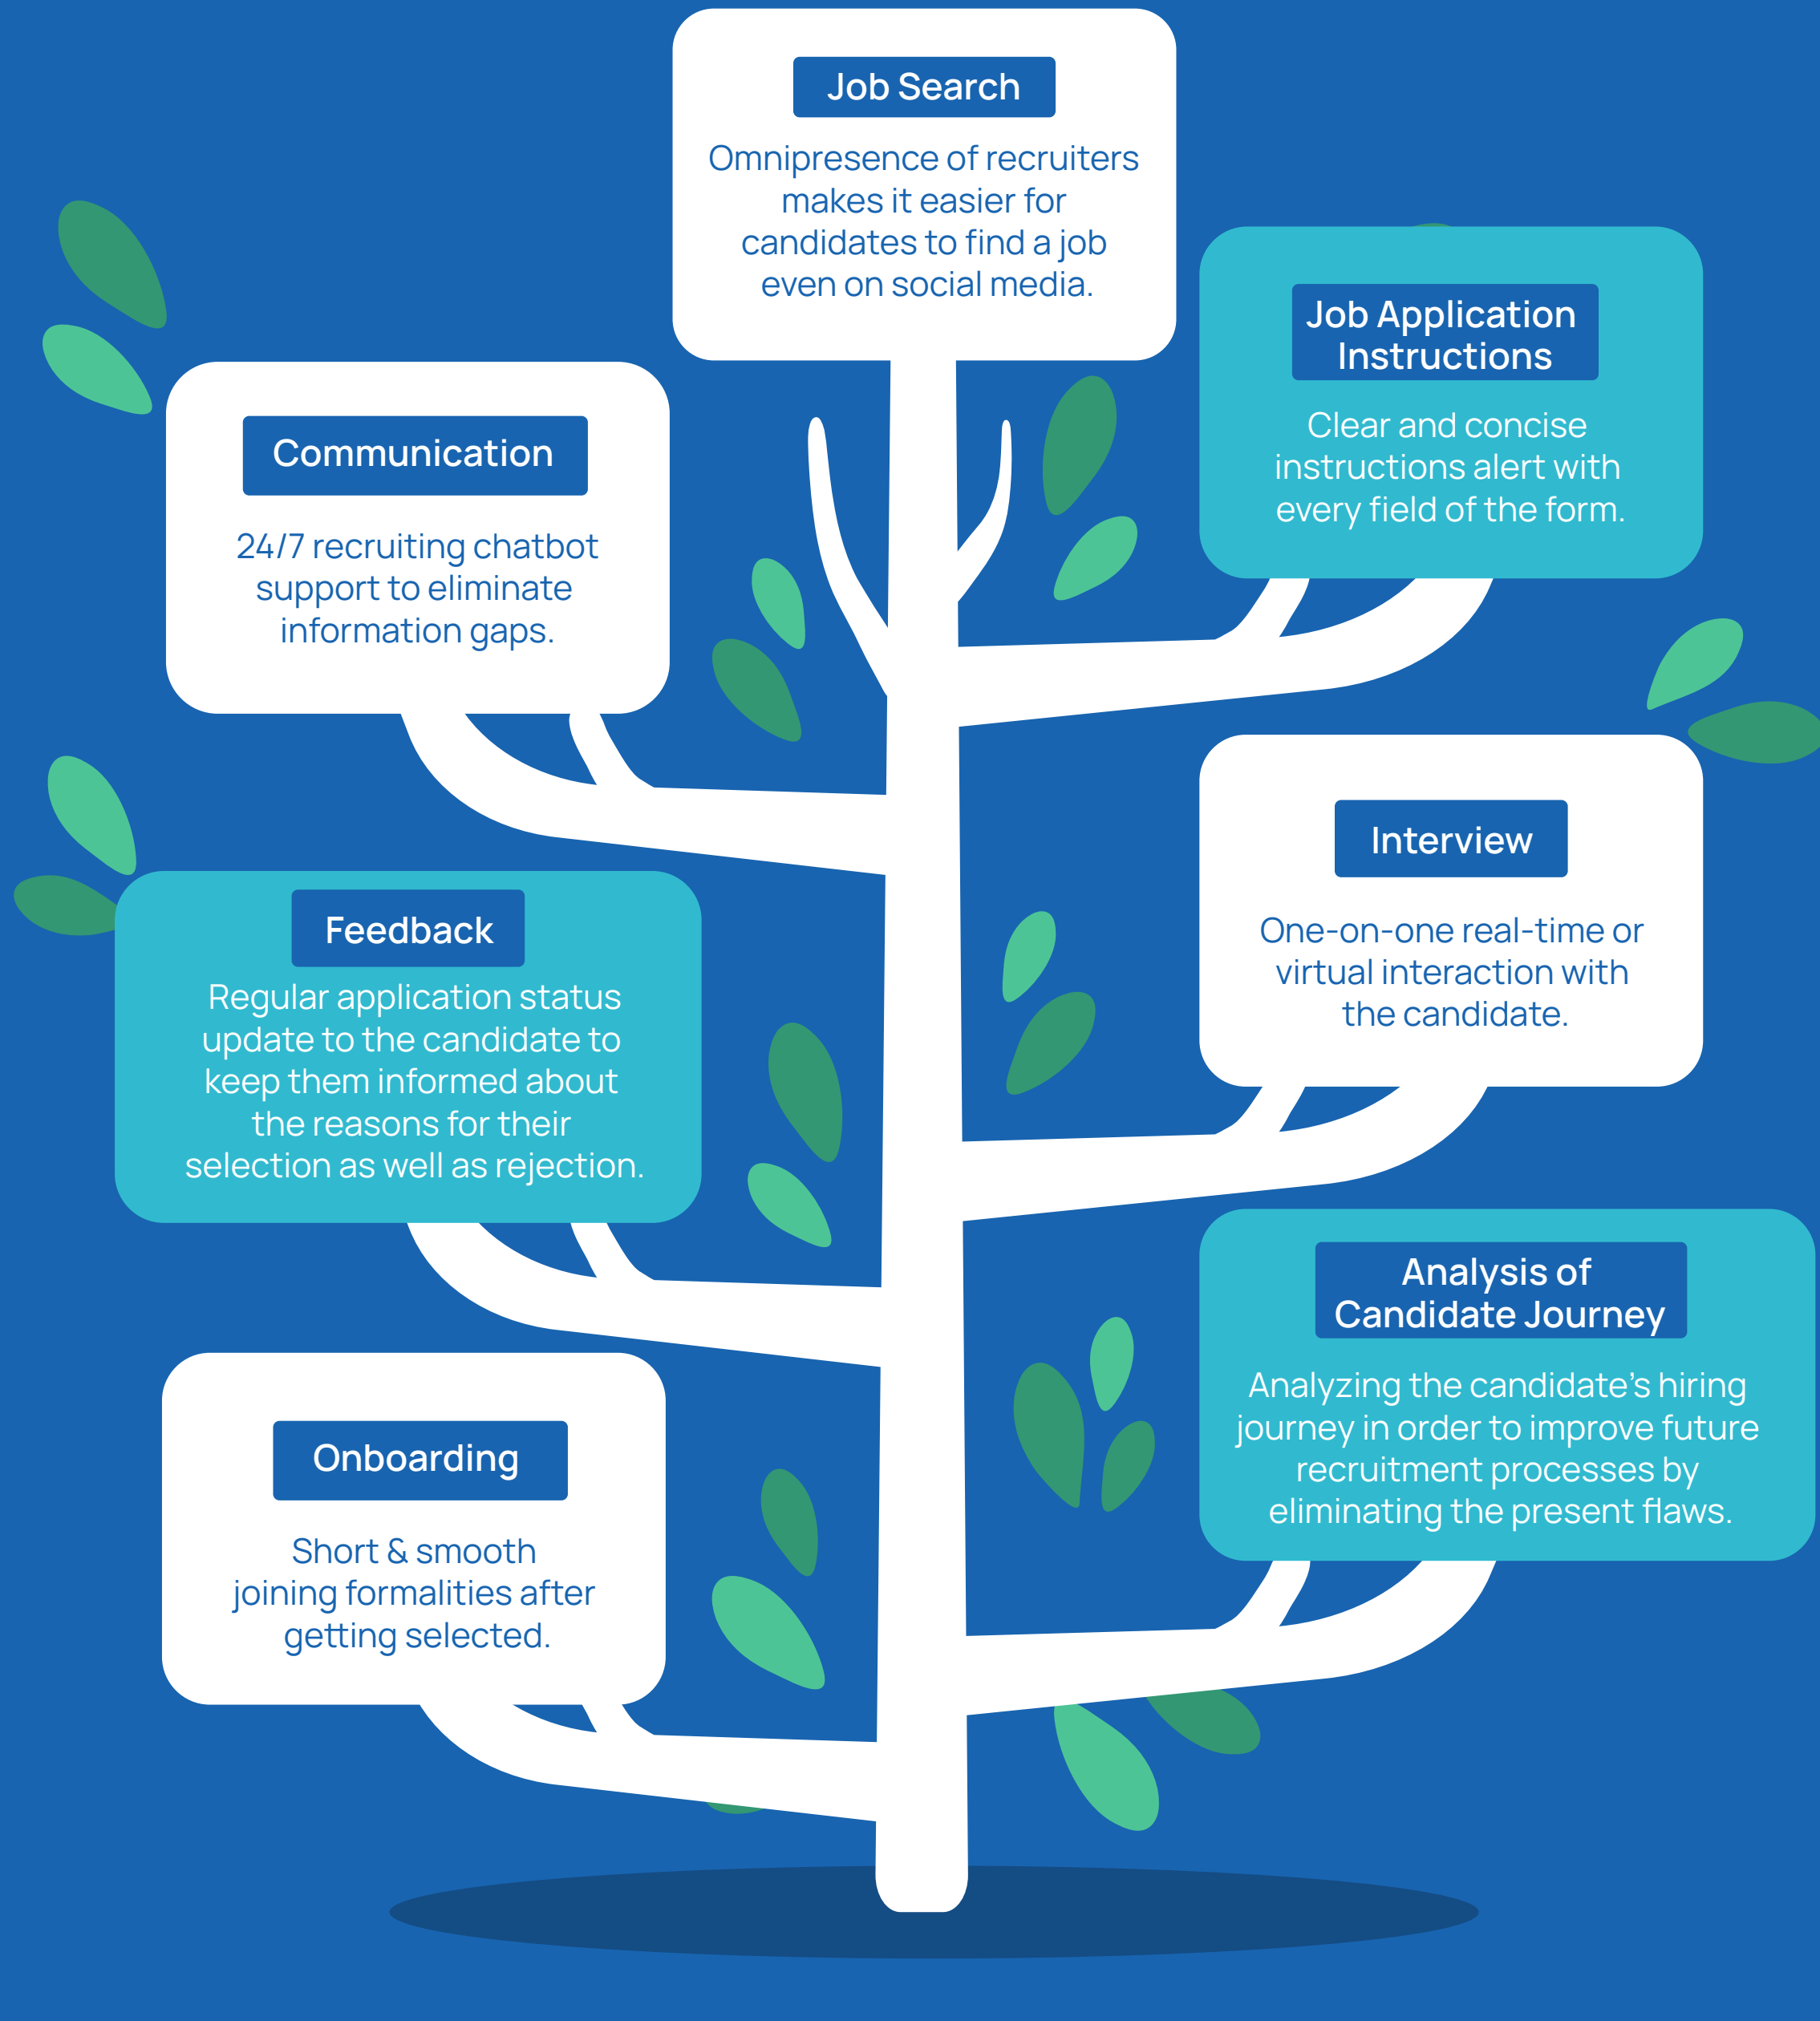 Job Search
Omnipresence of recruiters
makes it easier for
candidates to find a job
even on social media.
Job Application
Instructions
Clear and concise
instructions alert with
every field of the form.
Communication
24/7 recruiting chatbot
support to eliminate
information gaps.
Interview
One-on-one real-time or
virtual interaction with
the candidate.
Feedback
Regular application status
update to the candidate to
keep them informed about
the reasons for their
selection as well as rejection.
Analysis of
Candidate Journey
Analyzing the candidate’s hiring
journey in order to improve future
recruitment processes by
eliminating the present flaws.
Onboarding
Short & smooth
joining formalities after
getting selected.